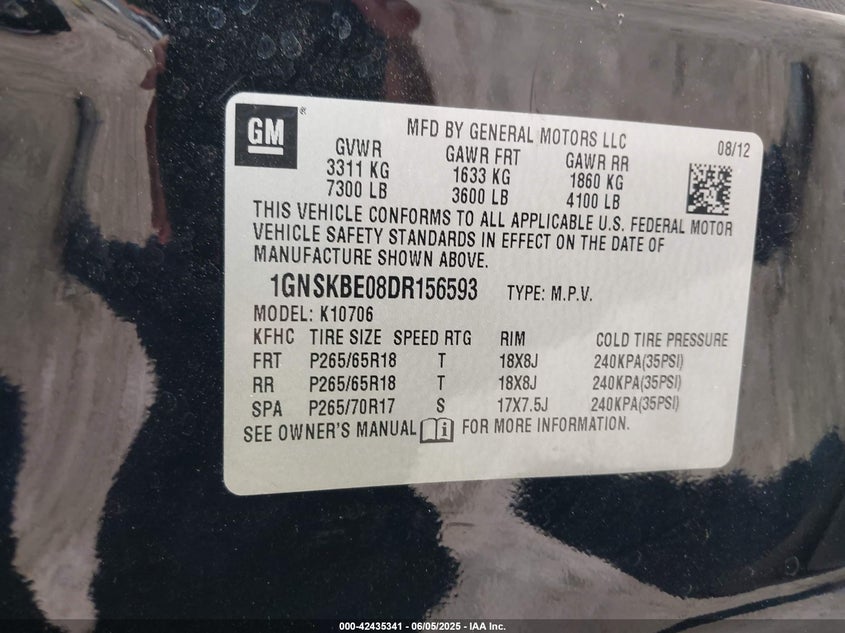 GM
MFD BY GENERAL MOTORS LLC 08/12
GVWR GAWR FRT GAWR RR
3311 KG 1633 KG 1860 KG
7300 LB 3600 LB 4100 LB
THIS VEHICLE CONFORMS TO ALL APPLICABLE U.S. FEDERAL MOTOR
VEHICLE SAFETY STANDARDS IN EFFECT ON THE DATE OF
MANUFACTURE SHOWN ABOVE.
1GNSKBE08DR156593 TYPE: M.P.V.
MODEL: K10706
KFHC TIRE SIZE SPEED RTG RIM COLD TIRE PRESSURE
FRT P265/65R18 T 18X8J 240KPA(35PSI)
RR P265/65R18 T 18X8J 240KPA(35PSI)
SPA P265/70R17 S 17X7.5J 240KPA(35PSI)
SEE OWNER'S MANUAL i FOR MORE INFORMATION.
000-42435341 - 06/05/2025 - IAA Inc.